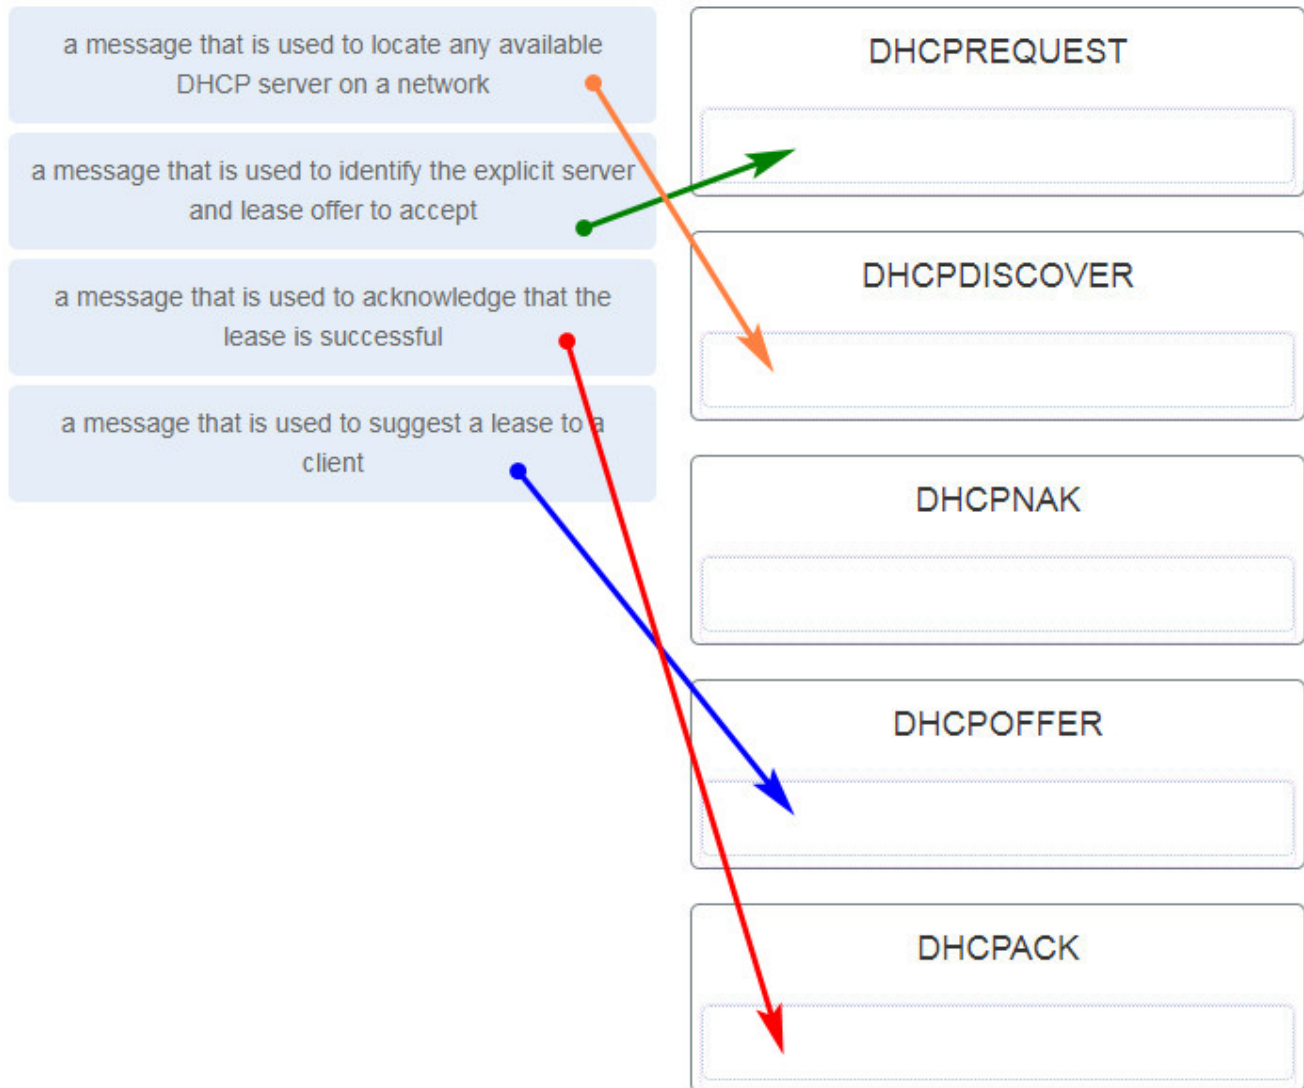 a message that is used to locate any available
DHCP server on a network
a message that is used to identify the explicit server
and lease offer to accept
a message that is used to acknowledge that the
lease is successful
a message that is used to suggest a lease to a
client
DHCPREQUEST
DHCPDISCOVER
DHCPNAK
DHCPOFFER
DHCPACK